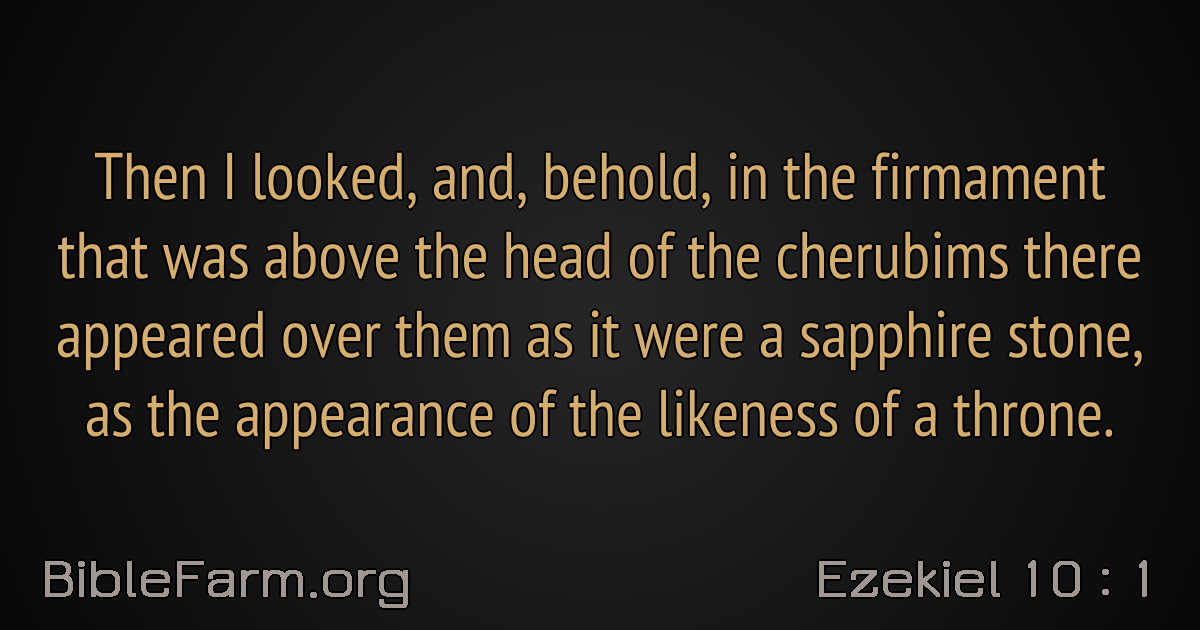 Then I looked, and, behold, in the firmament
that was above the head of the cherubims there
appeared over them as it were a sapphire stone,
as the appearance of the likeness of a throne.
BibleFarm.org
Ezekiel 10 : 1